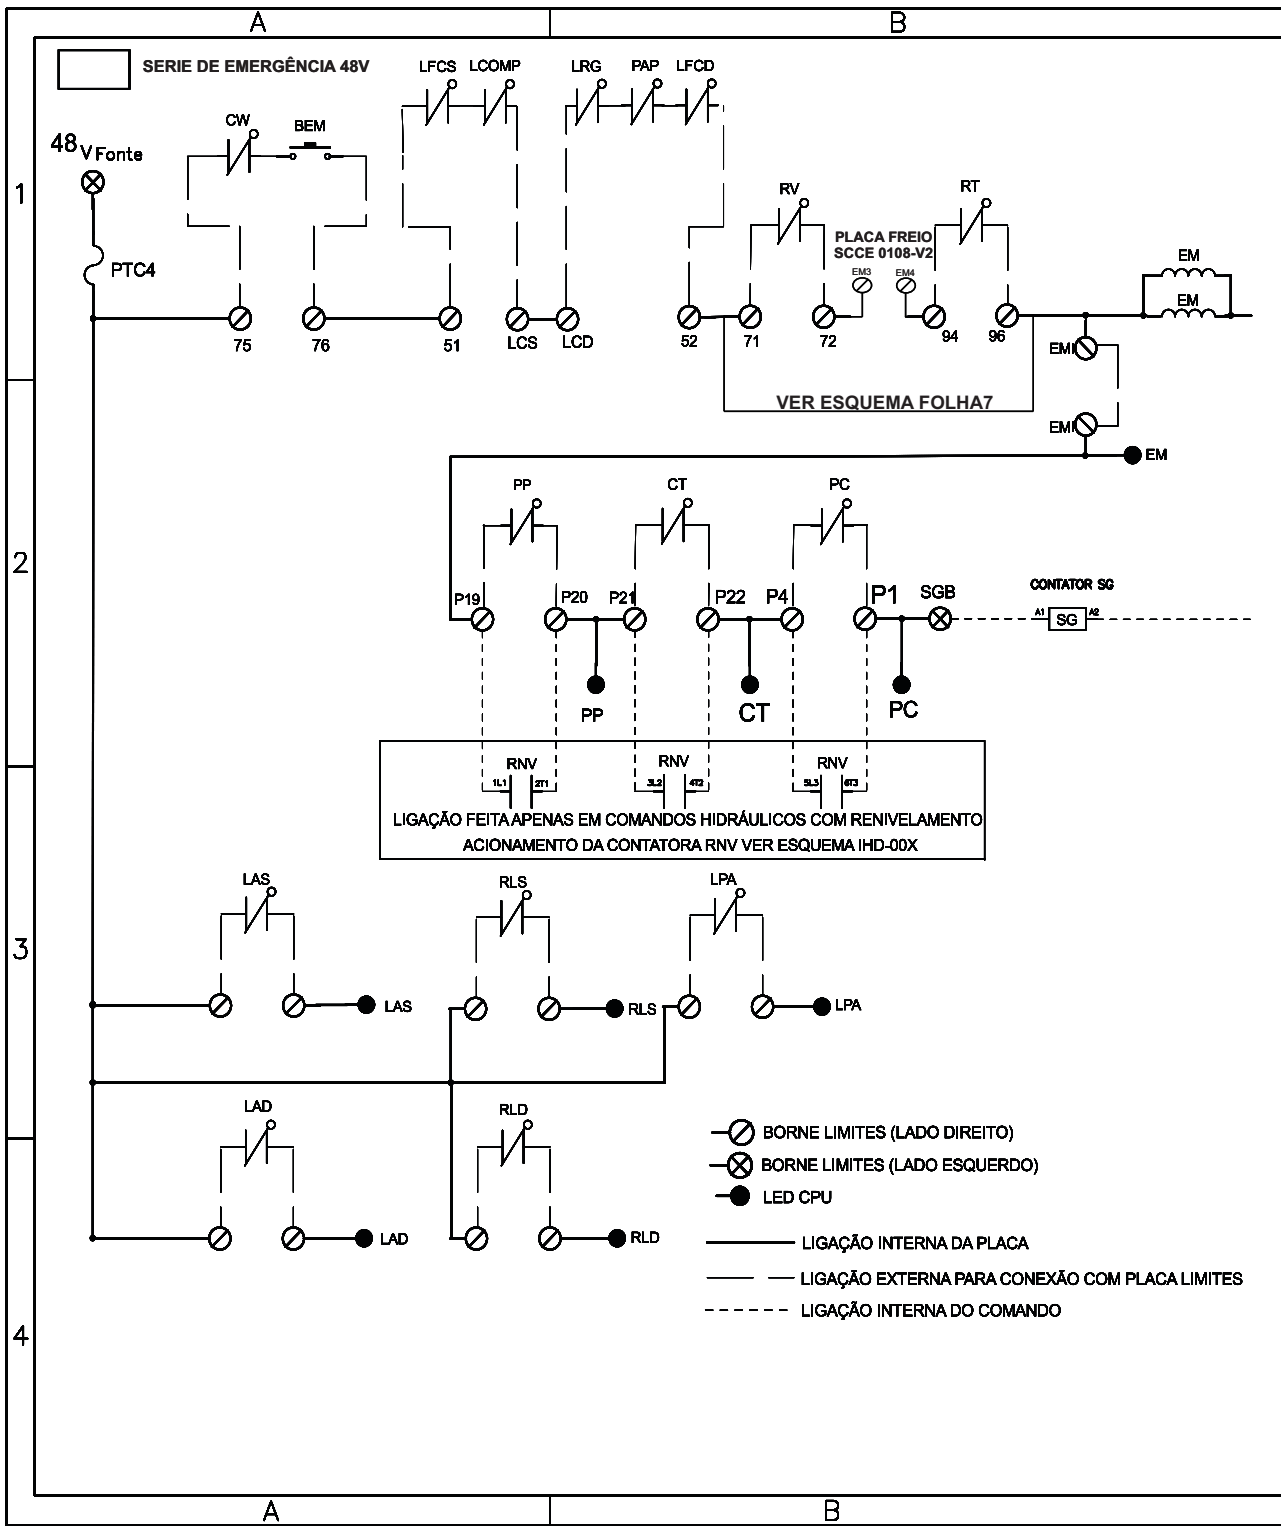 A
B
SERIE DE EMERGÊNCIA 48V
LFCS LCOMP
LRG PAP LFCD
CW BEM
48 V Fonte
1
RV
RT
PLACA FREIO
SCCE 0108-V2
EM3 EM4
PTC4
EM
EM
75 76 51 LCS LCD 52 71 72 94 96
EMI
VER ESQUEMA FOLHA7
EMI
EM
PP CT PC
2
CONTATOR SG
P19 P20 P21 P22 P4 P1 SGB
A1 SG A2
PP CT PC
RNV RNV RNV
1L1 2T1 3L2 4T2 5L3 6T3
LIGAÇÃO FEITA APENAS EM COMANDOS HIDRÁULICOS COM RENIVELAMENTO
ACIONAMENTO DA CONTATORA RNV VER ESQUEMA IHD-00X
LAS RLS LPA
3
LAS RLS LPA
LAD RLD
BORNE LIMITES (LADO DIREITO)
BORNE LIMITES (LADO ESQUERDO)
LED CPU
LAD RLD
LIGAÇÃO INTERNA DA PLACA
LIGAÇÃO EXTERNA PARA CONEXÃO COM PLACA LIMITES
LIGAÇÃO INTERNA DO COMANDO
4
A
B